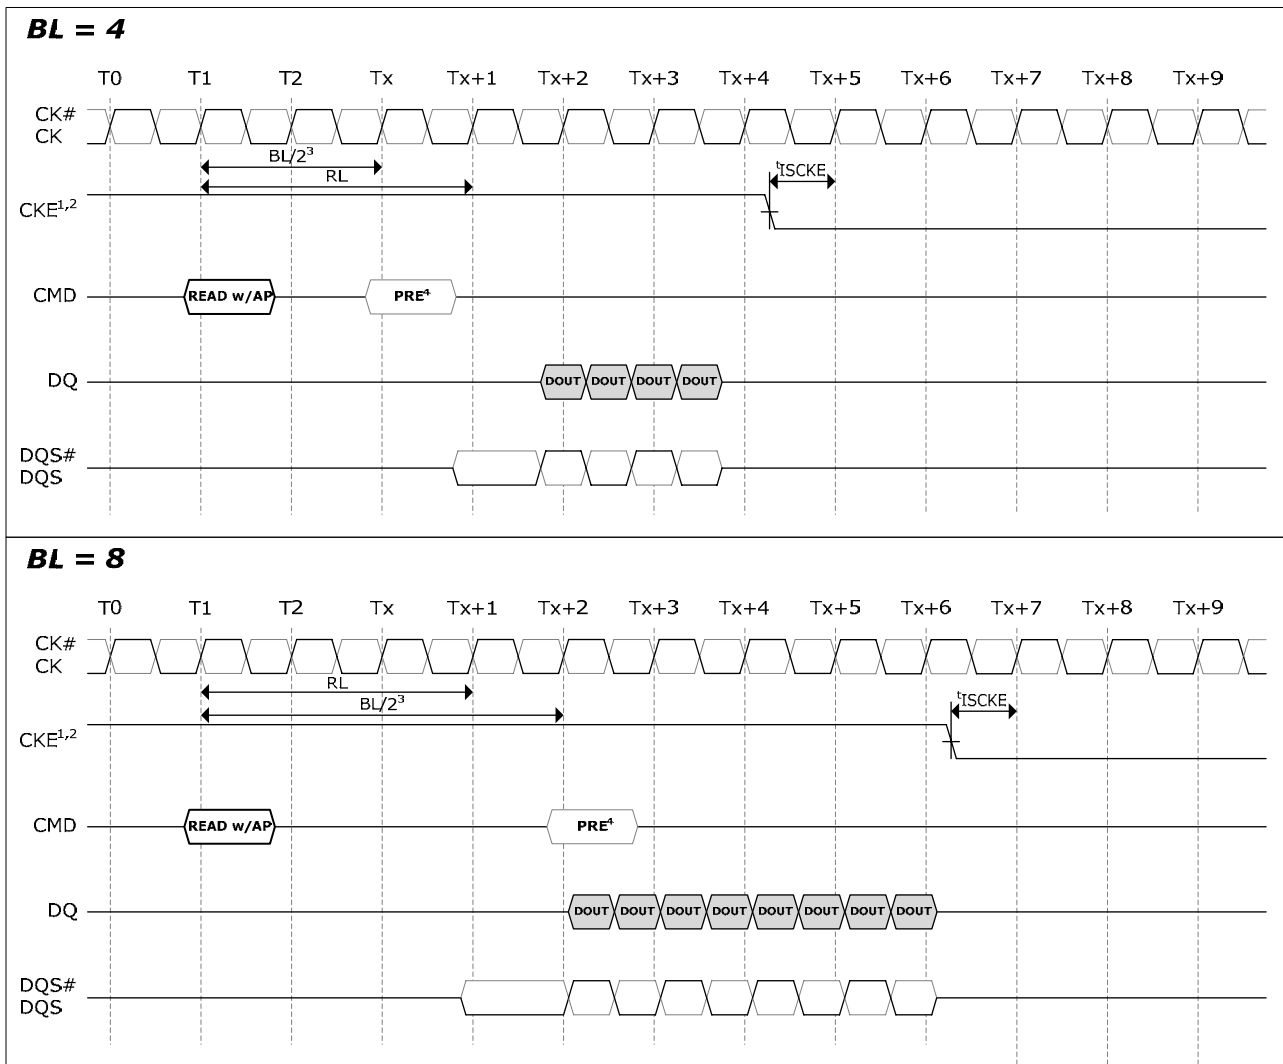 BL = 4
T0 T1 T2 Tx Tx+1 Tx+2 Tx+3 Tx+4 Tx+5 Tx+6 Tx+7 Tx+8 Tx+9
CK#
CK
BL/2³
RL
ᵗISCKE
CKE¹,²
CMD READ w/AP PRE⁴
DQ DOUT DOUT DOUT DOUT
DQS#
DQS
BL = 8
T0 T1 T2 Tx Tx+1 Tx+2 Tx+3 Tx+4 Tx+5 Tx+6 Tx+7 Tx+8 Tx+9
CK#
CK
RL
BL/2³
ᵗISCKE
CKE¹,²
CMD READ w/AP PRE⁴
DQ DOUT DOUT DOUT DOUT DOUT DOUT DOUT DOUT
DQS#
DQS